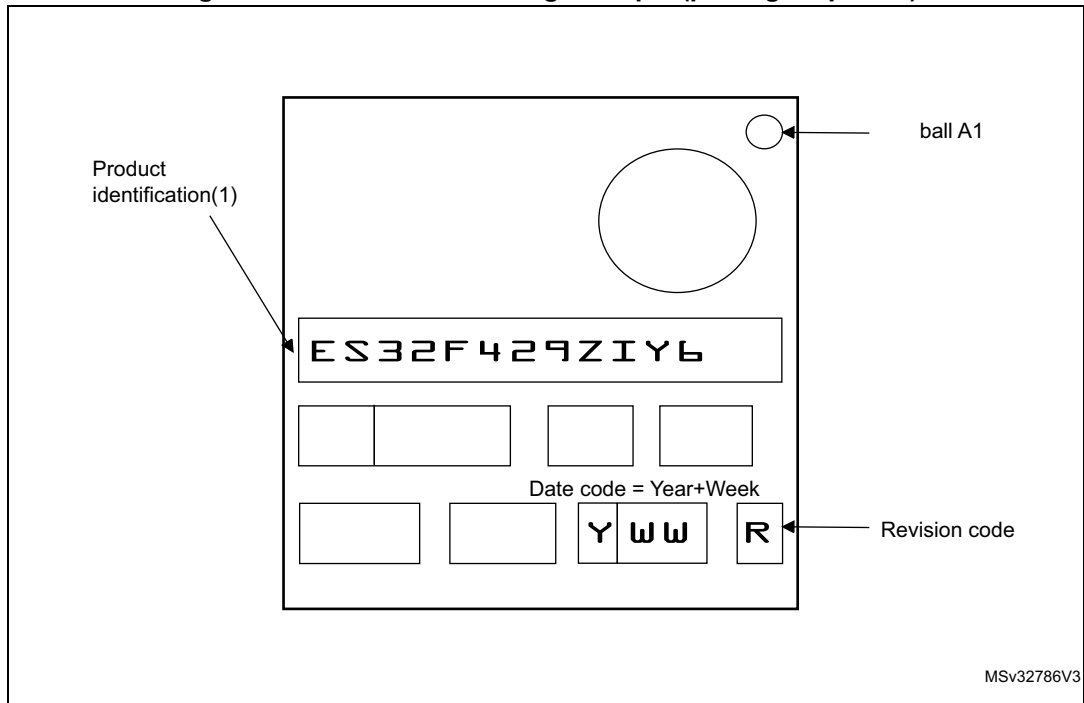 ball A1
Product
identification(1)
ES32F429ZIY6
Date code = Year+Week
Y WW R
Revision code
MSv32786V3